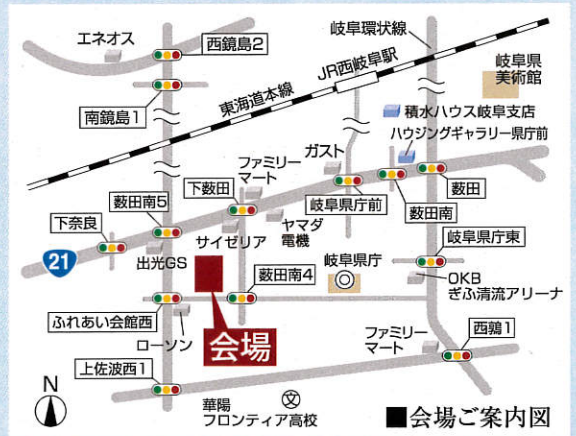 エネオス
西鏡島2
南鏡島1
東海道本線
JR西岐阜駅
岐阜環状線
岐阜県
美術館
積水ハウス岐阜支店
ハウジングギャラリー県庁前
ガスト
ファミリー
マート
下薮田
岐阜県庁前
薮田南
薮田
薮田南5
下奈良
21
出光GS
サイゼリア
ヤマダ
電機
岐阜県庁
岐阜県庁東
OKB
ぎふ清流アリーナ
薮田南4
ふれあい会館西
ローソン
会場
ファミリー
マート
西鶉1
上佐波西1
N
華陽
フロンティア高校
文
■会場ご案内図